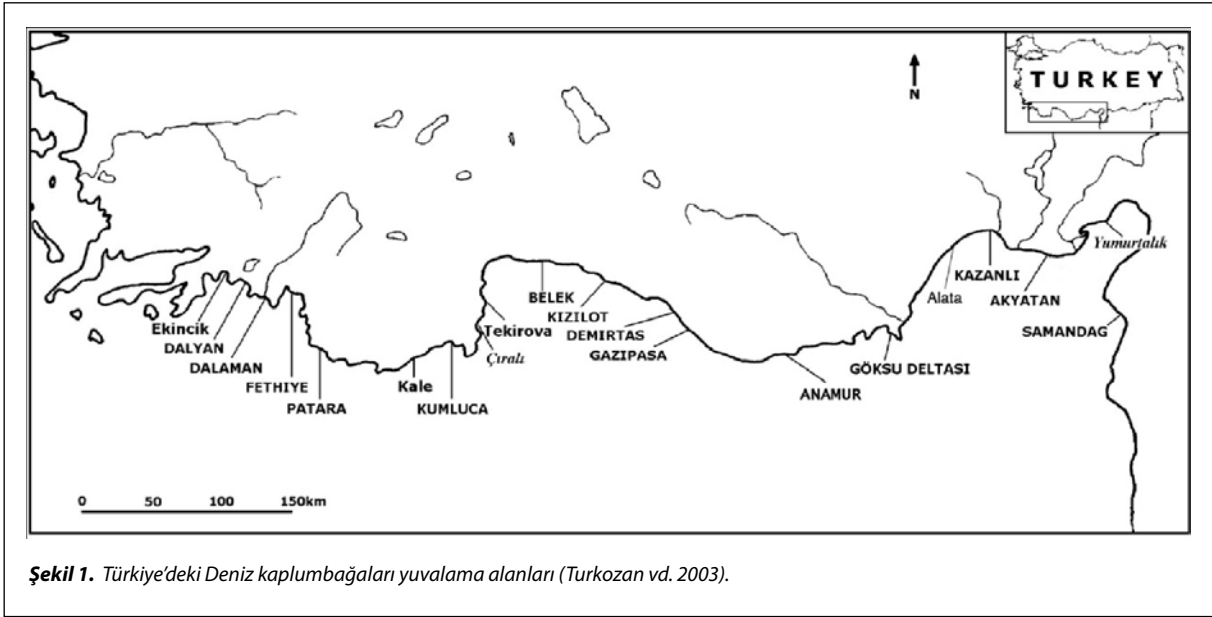 TURKEY
N
Ekincik
DALYAN
DALAMAN
FETHIYE
PATARA
Kale
KUMLUCA
Tekirova
Çıralı
BELEK
KIZILOT
DEMIRTAS
GAZIPASA
ANAMUR
GÖKSU DELTASI
Alata
KAZANLI
AKYATAN
Yumurtalık
SAMANDAG
0 50 100 150km
Şekil 1. Türkiye'deki Deniz kaplumbağaları yuvalama alanları (Turkozan vd. 2003).